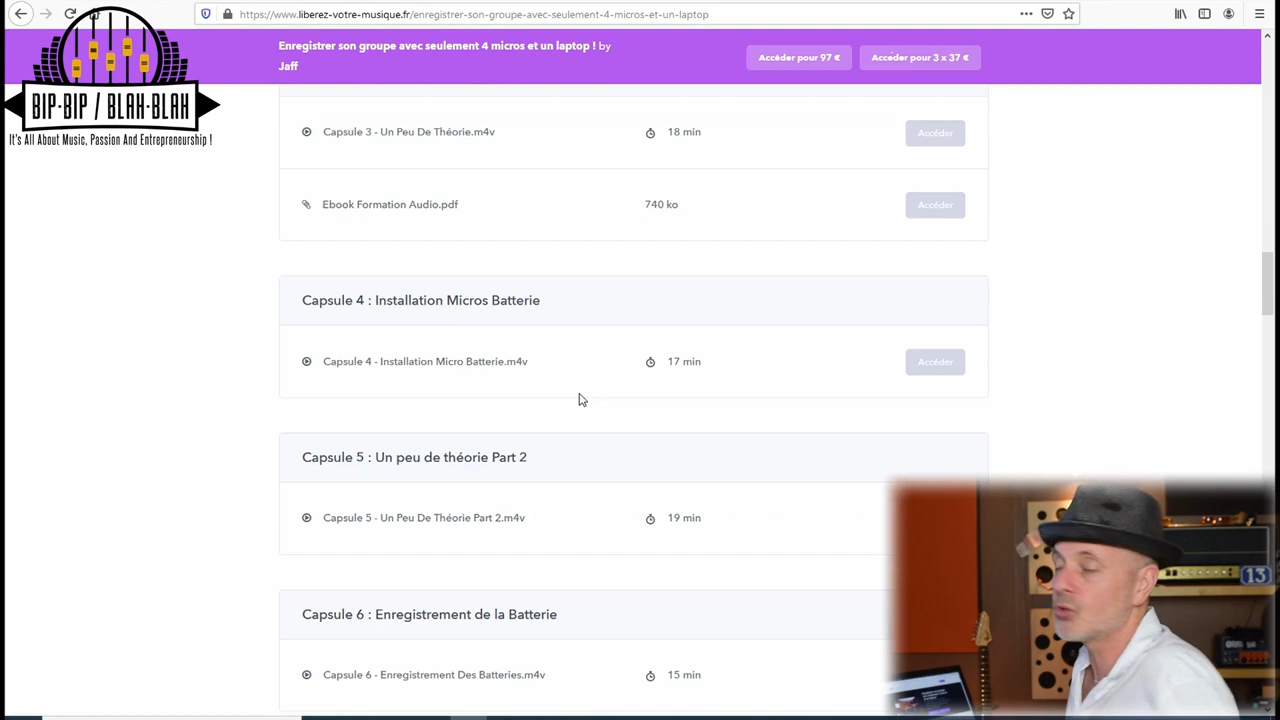 https://www.liberez-votre-musique.fr/enregistrer-son-groupe-avec-seulement-4-micros-et-un-laptop
BIP-BIP / BLAH-BLAH
It's All About Music, Passion And Entrepreneurship !
Enregistrer son groupe avec seulement 4 micros et un laptop ! by
Jaff
Accéder pour 97 €
Accéder pour 3 x 37 €
Capsule 3 - Un Peu De Théorie.m4v
18 min
Accéder
Ebook Formation Audio.pdf
740 ko
Accéder
Capsule 4 : Installation Micros Batterie
Capsule 4 - Installation Micro Batterie.m4v
17 min
Accéder
Capsule 5 : Un peu de théorie Part 2
Capsule 5 - Un Peu De Théorie Part 2.m4v
19 min
Capsule 6 : Enregistrement de la Batterie
Capsule 6 - Enregistrement Des Batteries.m4v
15 min
13